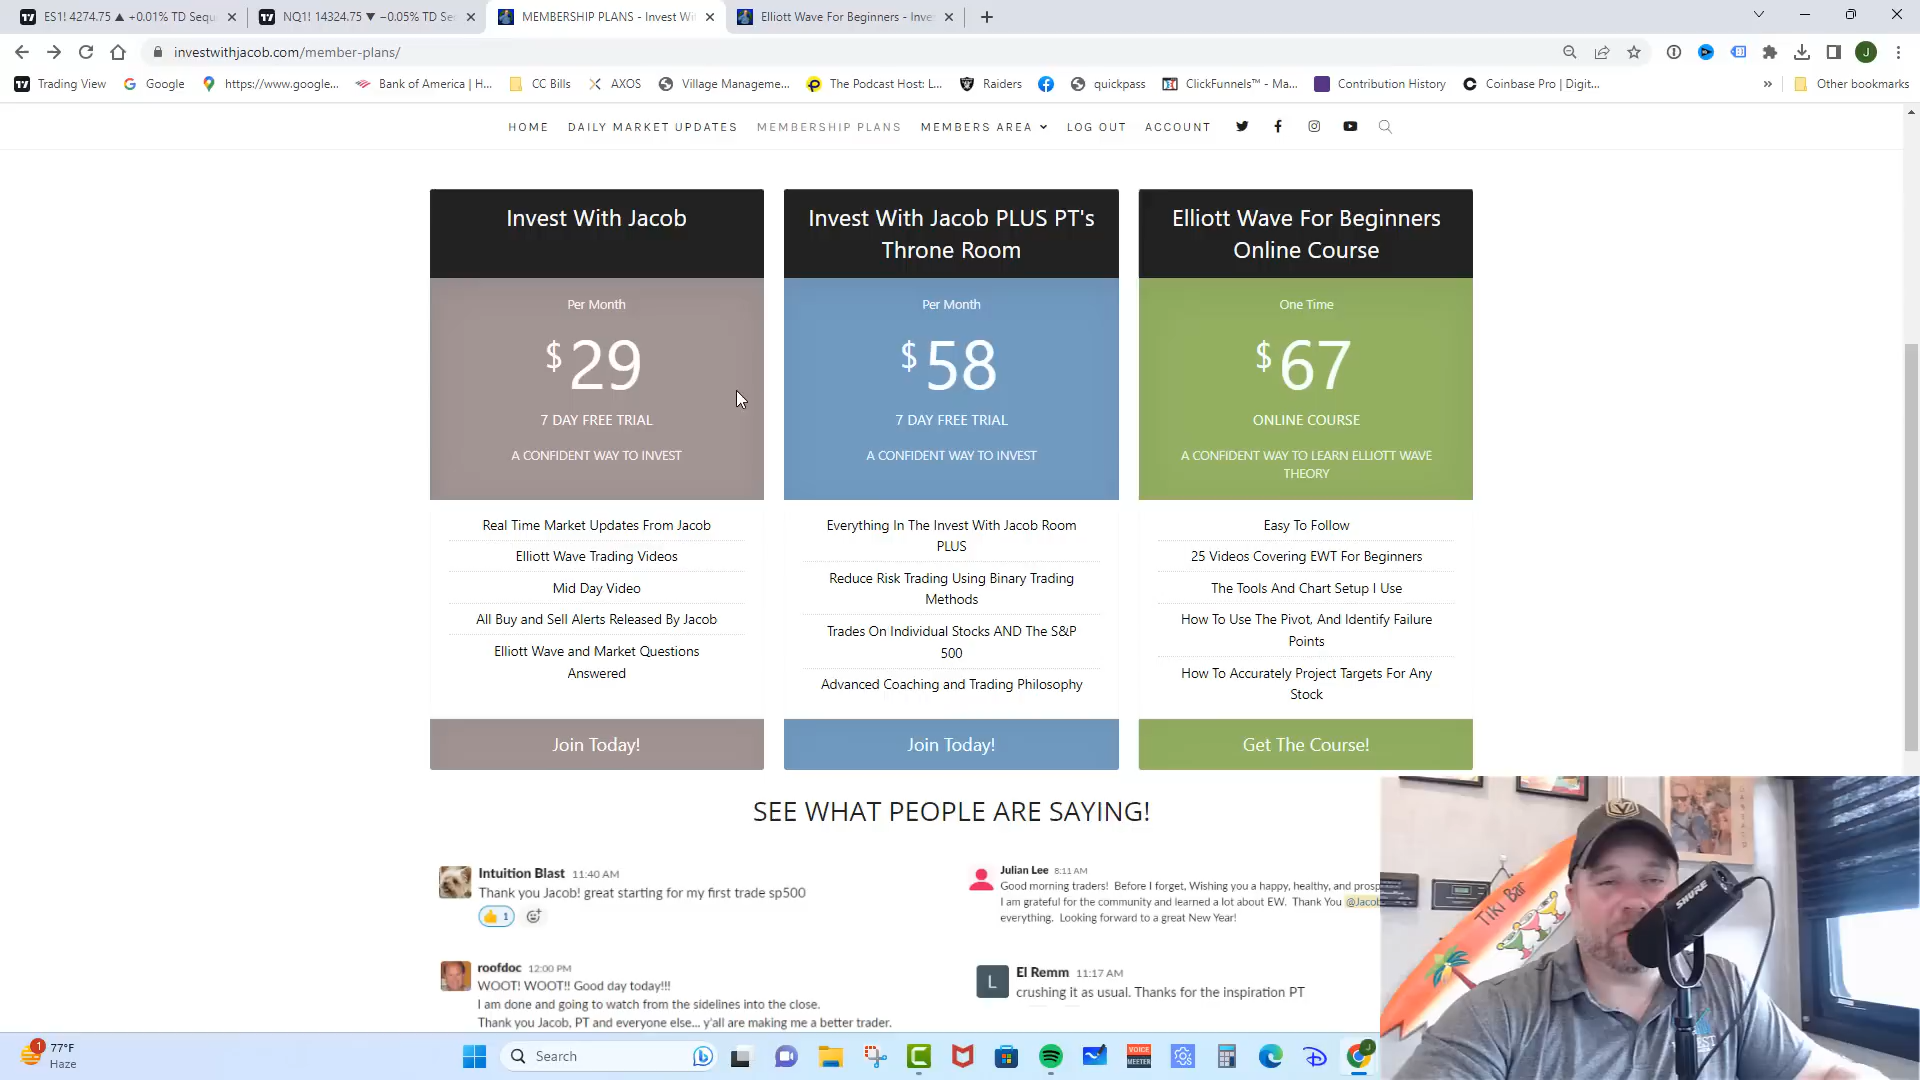 ES1! 4274.75 ▲ +0.01% TD Sequ
NQ1! 14324.75 ▼ −0.05% TD Se
MEMBERSHIP PLANS - Invest Wi
Elliott Wave For Beginners - Inve
investwithjacob.com/member-plans/
J
Trading View
Google
https://www.google...
Bank of America | H...
CC Bills
AXOS
Village Manageme...
The Podcast Host: L...
Raiders
quickpass
ClickFunnels™ - Ma...
Contribution History
Coinbase Pro | Digit...
»
Other bookmarks
HOME
DAILY MARKET UPDATES
MEMBERSHIP PLANS
MEMBERS AREA
LOG OUT
ACCOUNT
Invest With Jacob
Per Month
$29
7 DAY FREE TRIAL
A CONFIDENT WAY TO INVEST
Real Time Market Updates From Jacob
Elliott Wave Trading Videos
Mid Day Video
All Buy and Sell Alerts Released By Jacob
Elliott Wave and Market Questions
Answered
Join Today!
Invest With Jacob PLUS PT's
Throne Room
Per Month
$58
7 DAY FREE TRIAL
A CONFIDENT WAY TO INVEST
Everything In The Invest With Jacob Room
PLUS
Reduce Risk Trading Using Binary Trading
Methods
Trades On Individual Stocks AND The S&P
500
Advanced Coaching and Trading Philosophy
Join Today!
Elliott Wave For Beginners
Online Course
One Time
$67
ONLINE COURSE
A CONFIDENT WAY TO LEARN ELLIOTT WAVE
THEORY
Easy To Follow
25 Videos Covering EWT For Beginners
The Tools And Chart Setup I Use
How To Use The Pivot, And Identify Failure
Points
How To Accurately Project Targets For Any
Stock
Get The Course!
SEE WHAT PEOPLE ARE SAYING!
Intuition Blast 11:40 AM
Thank you Jacob! great starting for my first trade sp500
1
Julian Lee 8:11 AM
Good morning traders! Before I forget, Wishing you a happy, healthy, and prosp
I am grateful for the community and learned a lot about EW. Thank You @Jacob
everything. Looking forward to a great New Year!
roofdoc 12:00 PM
WOOT! WOOT!! Good day today!!!
I am done and going to watch from the sidelines into the close.
Thank you Jacob, PT and everyone else... y'all are making me a better trader.
L
El Remm 11:17 AM
crushing it as usual. Thanks for the inspiration PT
Tiki Bar
SHURE
1
77°F
Haze
Search
VOICE
MEETER